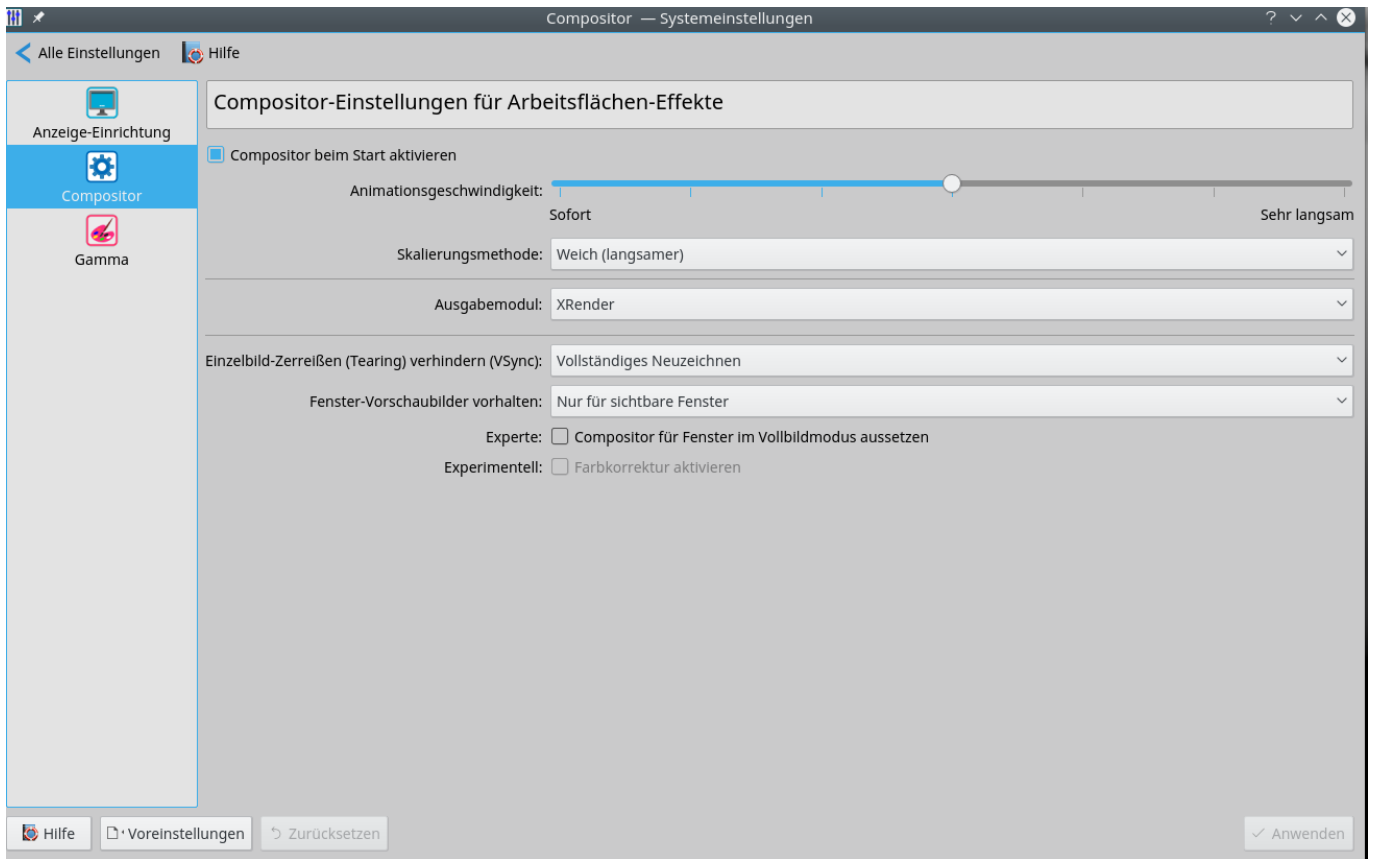 Compositor — Systemeinstellungen
Alle Einstellungen Hilfe
Compositor-Einstellungen für Arbeitsflächen-Effekte
Anzeige-Einrichtung
Compositor
Gamma
Compositor beim Start aktivieren
Animationsgeschwindigkeit:
Sofort Sehr langsam
Skalierungsmethode: Weich (langsamer)
Ausgabemodul: XRender
Einzelbild-Zerreißen (Tearing) verhindern (VSync): Vollständiges Neuzeichnen
Fenster-Vorschaubilder vorhalten: Nur für sichtbare Fenster
Experte: Compositor für Fenster im Vollbildmodus aussetzen
Experimentell: Farbkorrektur aktivieren
Hilfe Voreinstellungen Zurücksetzen Anwenden